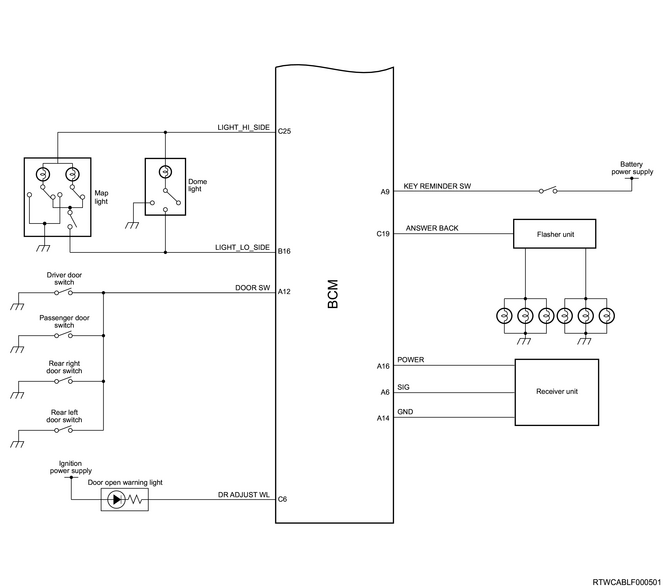 LIGHT_HI_SIDE
C25
Map
light
Dome
light
LIGHT_LO_SIDE
B16
Driver door
switch
DOOR SW
A12
Passenger door
switch
Rear right
door switch
Rear left
door switch
Ignition
power supply
Door open warning light
DR ADJUST WL
C6
BCM
Battery
power supply
A9
KEY REMINDER SW
C19
ANSWER BACK
Flasher unit
A16
POWER
A6
SIG
A14
GND
Receiver unit
RTWCABLF000501